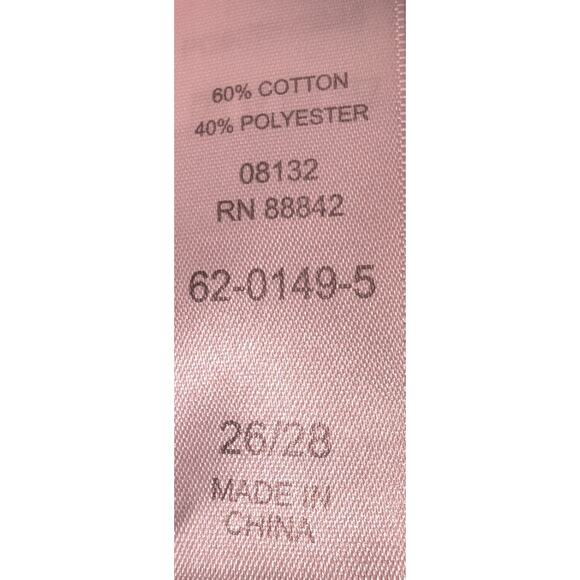 60% COTTON
40% POLYESTER
08132
RN 88842
62-0149-5
26/28
MADE IN
CHINA